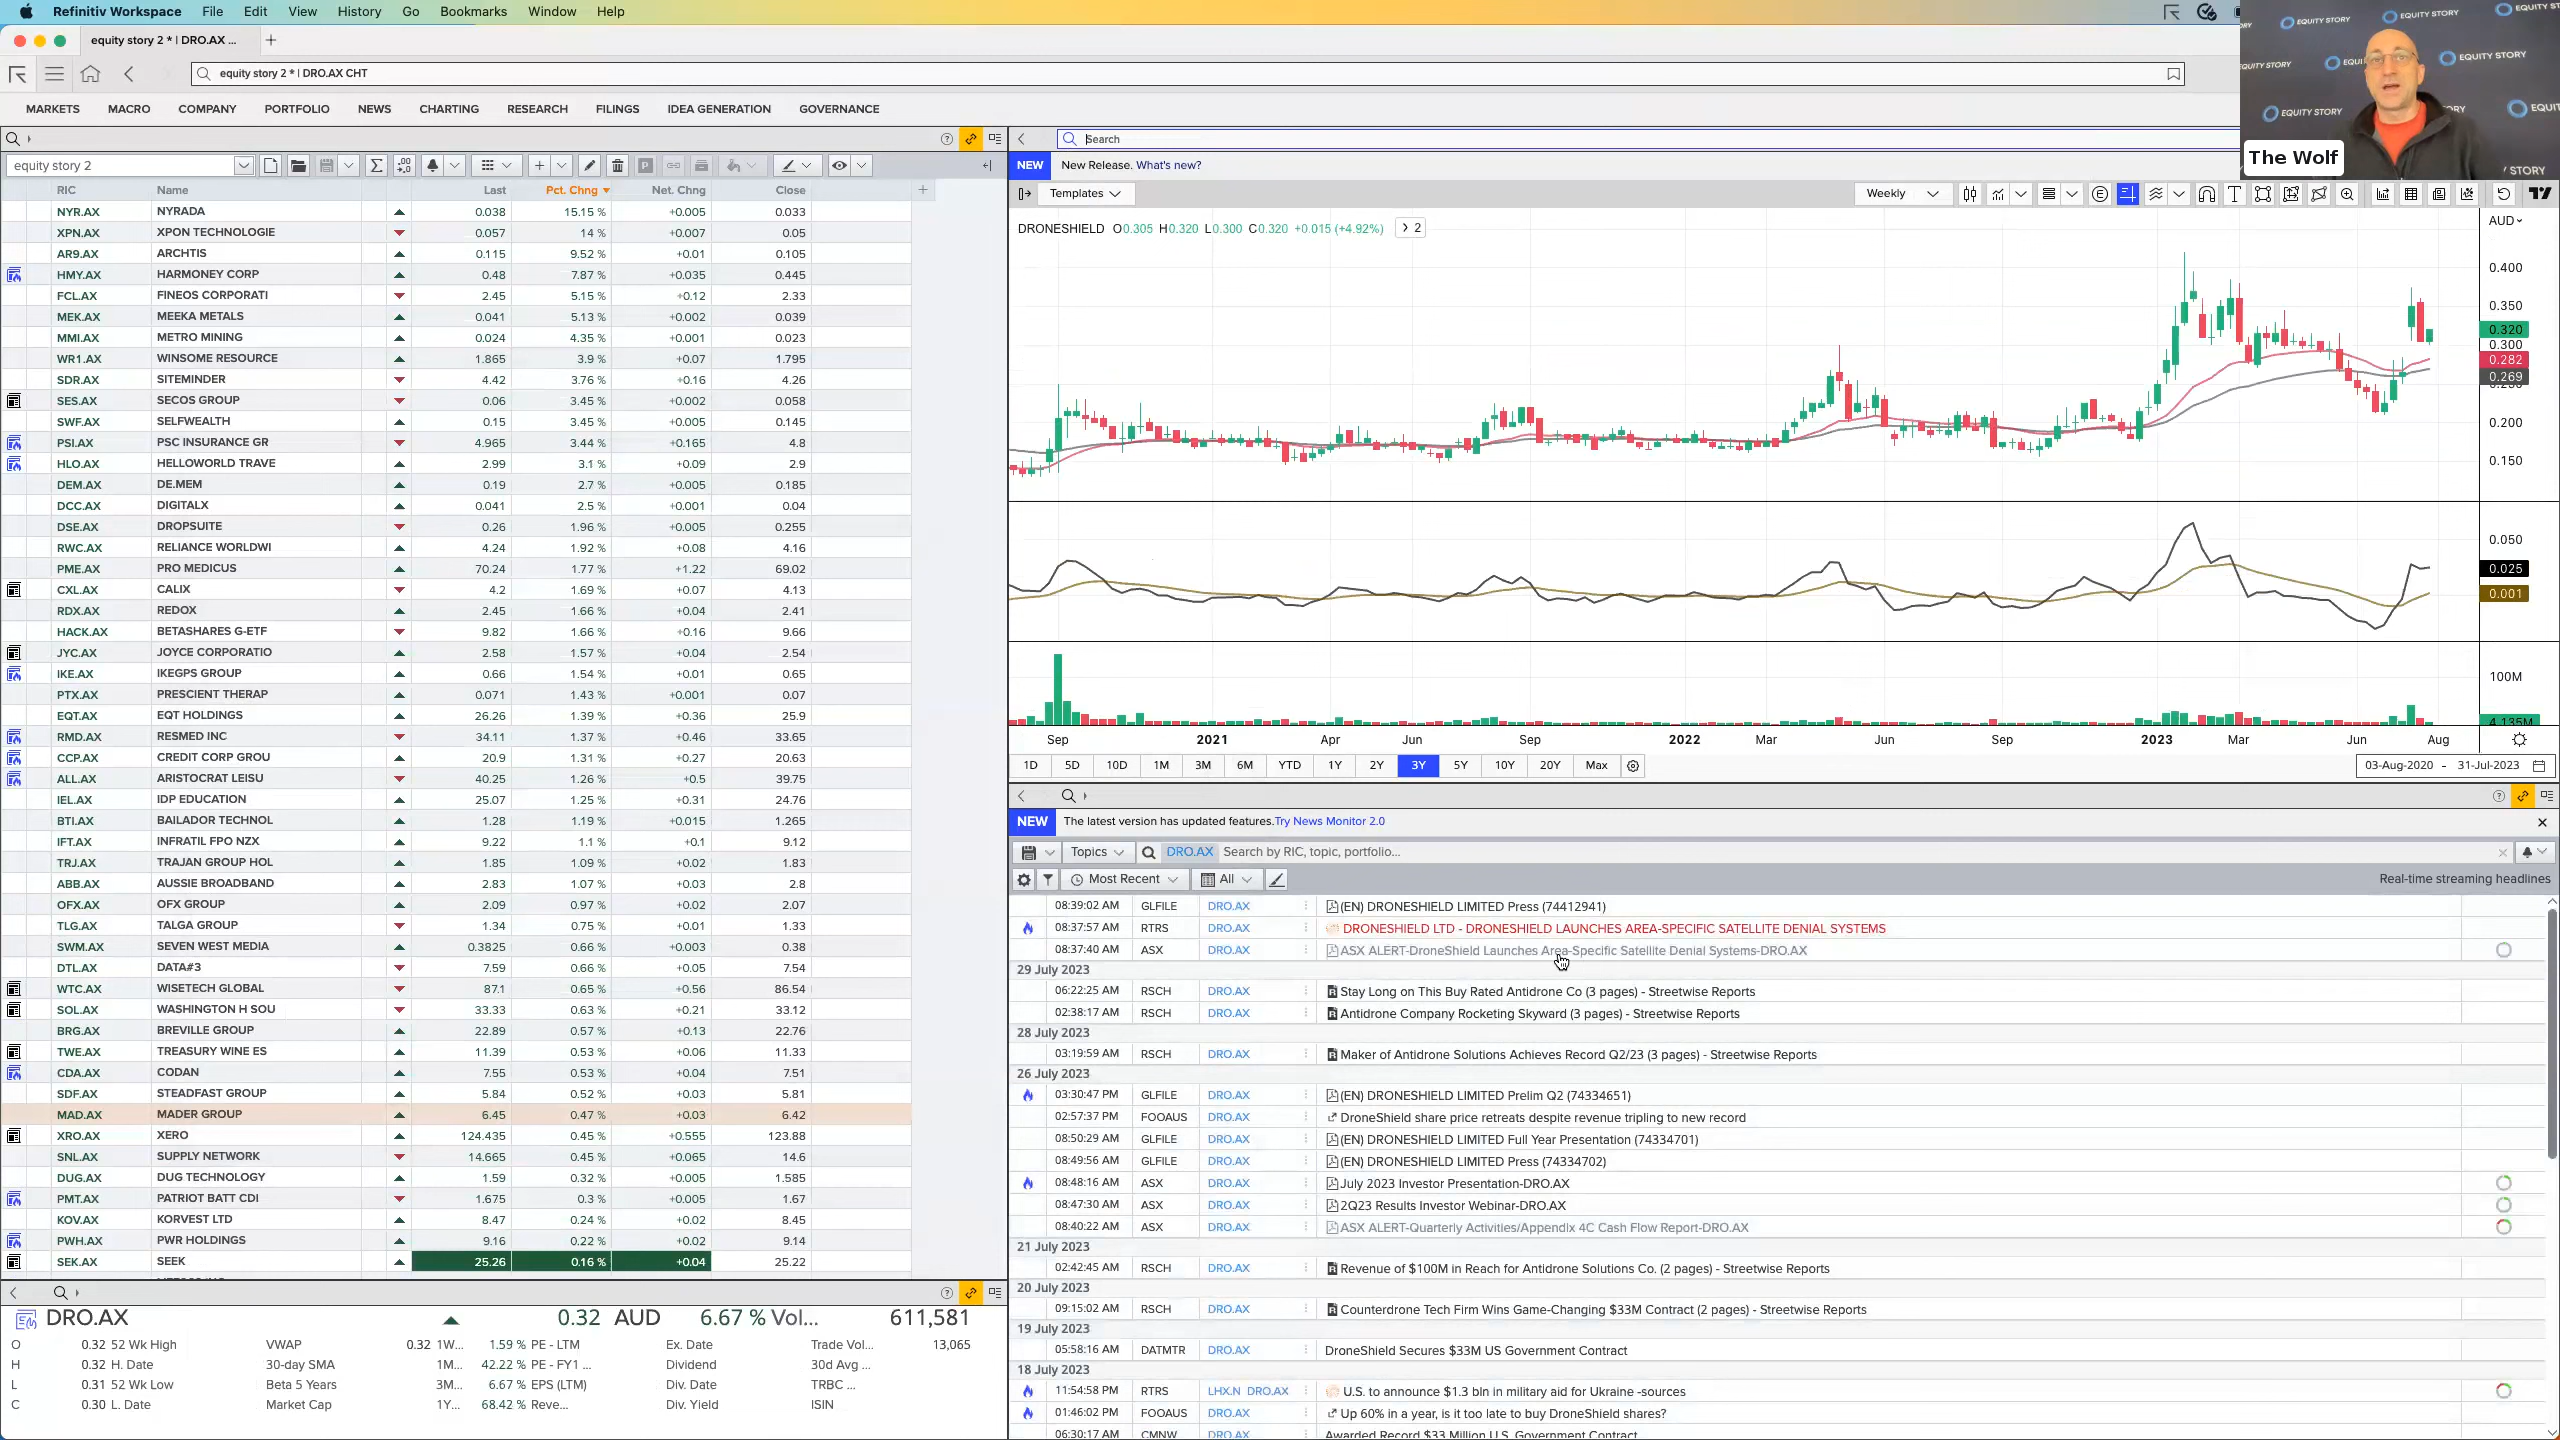 Refinitiv Workspace File Edit View History Go Bookmarks Window Help
equity story 2 * | DRO.AX ...
equity story 2 * | DRO.AX CHT
MARKETS MACRO COMPANY PORTFOLIO NEWS CHARTING RESEARCH FILINGS IDEA GENERATION GOVERNANCE
equity story 2
RIC Name Last Pct. Chng Net. Chng Close
NYR.AX NYRADA 0.038 15.15 % +0.005 0.033
XPN.AX XPON TECHNOLOGIE 0.057 14 % +0.007 0.05
AR9.AX ARCHTIS 0.115 9.52 % +0.01 0.105
HMY.AX HARMONEY CORP 0.48 7.87 % +0.035 0.445
FCL.AX FINEOS CORPORATI 2.45 5.15 % +0.12 2.33
MEK.AX MEEKA METALS 0.041 5.13 % +0.002 0.039
MMI.AX METRO MINING 0.024 4.35 % +0.001 0.023
WR1.AX WINSOME RESOURCE 1.865 3.9 % +0.07 1.795
SDR.AX SITEMINDER 4.42 3.76 % +0.16 4.26
SES.AX SECOS GROUP 0.06 3.45 % +0.002 0.058
SWF.AX SELFWEALTH 0.15 3.45 % +0.005 0.145
PSI.AX PSC INSURANCE GR 4.965 3.44 % +0.165 4.8
HLO.AX HELLOWORLD TRAVE 2.99 3.1 % +0.09 2.9
DEM.AX DE.MEM 0.19 2.7 % +0.005 0.185
DCC.AX DIGITALX 0.041 2.5 % +0.001 0.04
DSE.AX DROPSUITE 0.26 1.96 % +0.005 0.255
RWC.AX RELIANCE WORLDWI 4.24 1.92 % +0.08 4.16
PME.AX PRO MEDICUS 70.24 1.77 % +1.22 69.02
CXL.AX CALIX 4.2 1.69 % +0.07 4.13
RDX.AX REDOX 2.45 1.66 % +0.04 2.41
HACK.AX BETASHARES G-ETF 9.82 1.66 % +0.16 9.66
JYC.AX JOYCE CORPORATIO 2.58 1.57 % +0.04 2.54
IKE.AX IKEGPS GROUP 0.66 1.54 % +0.01 0.65
PTX.AX PRESCIENT THERAP 0.071 1.43 % +0.001 0.07
EQT.AX EQT HOLDINGS 26.26 1.39 % +0.36 25.9
RMD.AX RESMED INC 34.11 1.37 % +0.46 33.65
CCP.AX CREDIT CORP GROU 20.9 1.31 % +0.27 20.63
ALL.AX ARISTOCRAT LEISU 40.25 1.26 % +0.5 39.75
IEL.AX IDP EDUCATION 25.07 1.25 % +0.31 24.76
BTI.AX BAILADOR TECHNOL 1.28 1.19 % +0.015 1.265
IFT.AX INFRATIL FPO NZX 9.22 1.1 % +0.1 9.12
TRJ.AX TRAJAN GROUP HOL 1.85 1.09 % +0.02 1.83
ABB.AX AUSSIE BROADBAND 2.83 1.07 % +0.03 2.8
OFX.AX OFX GROUP 2.09 0.97 % +0.02 2.07
TLG.AX TALGA GROUP 1.34 0.75 % +0.01 1.33
SWM.AX SEVEN WEST MEDIA 0.3825 0.66 % +0.003 0.38
DTL.AX DATA#3 7.59 0.66 % +0.05 7.54
WTC.AX WISETECH GLOBAL 87.1 0.65 % +0.56 86.54
SOL.AX WASHINGTON H SOU 33.33 0.63 % +0.21 33.12
BRG.AX BREVILLE GROUP 22.89 0.57 % +0.13 22.76
TWE.AX TREASURY WINE ES 11.39 0.53 % +0.06 11.33
CDA.AX CODAN 7.55 0.53 % +0.04 7.51
SDF.AX STEADFAST GROUP 5.84 0.52 % +0.03 5.81
MAD.AX MADER GROUP 6.45 0.47 % +0.03 6.42
XRO.AX XERO 124.435 0.45 % +0.555 123.88
SNL.AX SUPPLY NETWORK 14.665 0.45 % +0.065 14.6
DUG.AX DUG TECHNOLOGY 1.59 0.32 % +0.005 1.585
PMT.AX PATRIOT BATT CDI 1.675 0.3 % +0.005 1.67
KOV.AX KORVEST LTD 8.47 0.24 % +0.02 8.45
PWH.AX PWR HOLDINGS 9.16 0.22 % +0.02 9.14
SEK.AX SEEK 25.26 0.16 % +0.04 25.22
DRO.AX 0.32 AUD 6.67 % Vol... 611,581
O 0.32 52 Wk High VWAP 0.32 1W... 1.59 % PE - LTM Ex. Date Trade Vol... 13,065
H 0.32 H. Date 30-day SMA 1M... 42.22 % PE - FY1 ... Dividend 30d Avg ...
L 0.31 52 Wk Low Beta 5 Years 3M... 6.67 % EPS (LTM) Div. Date TRBC ...
C 0.30 L. Date Market Cap 1Y... 68.42 % Reve... Div. Yield ISIN
Search
NEW New Release. What's new?
Templates Weekly
DRONESHIELD O0.305 H0.320 L0.300 C0.320 +0.015 (+4.92%) 2
AUD
0.400
0.350
0.320
0.300
0.282
0.269
0.200
0.150
0.050
0.025
0.001
100M
4.135M
Sep 2021 Apr Jun Sep 2022 Mar Jun Sep 2023 Mar Jun Aug
1D 5D 10D 1M 3M 6M YTD 1Y 2Y 3Y 5Y 10Y 20Y Max 03-Aug-2020 - 31-Jul-2023
NEW The latest version has updated features.Try News Monitor 2.0
Topics DRO.AX Search by RIC, topic, portfolio...
Most Recent All Real-time streaming headlines
08:39:02 AM GLFILE DRO.AX (EN) DRONESHIELD LIMITED Press (74412941)
08:37:57 AM RTRS DRO.AX DRONESHIELD LTD - DRONESHIELD LAUNCHES AREA-SPECIFIC SATELLITE DENIAL SYSTEMS
08:37:40 AM ASX DRO.AX ASX ALERT-DroneShield Launches Area-Specific Satellite Denial Systems-DRO.AX
29 July 2023
06:22:25 AM RSCH DRO.AX Stay Long on This Buy Rated Antidrone Co (3 pages) - Streetwise Reports
02:38:17 AM RSCH DRO.AX Antidrone Company Rocketing Skyward (3 pages) - Streetwise Reports
28 July 2023
03:19:59 AM RSCH DRO.AX Maker of Antidrone Solutions Achieves Record Q2/23 (3 pages) - Streetwise Reports
26 July 2023
03:30:47 PM GLFILE DRO.AX (EN) DRONESHIELD LIMITED Prelim Q2 (74334651)
02:57:37 PM FOOAUS DRO.AX DroneShield share price retreats despite revenue tripling to new record
08:50:29 AM GLFILE DRO.AX (EN) DRONESHIELD LIMITED Full Year Presentation (74334701)
08:49:56 AM GLFILE DRO.AX (EN) DRONESHIELD LIMITED Press (74334702)
08:48:16 AM ASX DRO.AX July 2023 Investor Presentation-DRO.AX
08:47:30 AM ASX DRO.AX 2Q23 Results Investor Webinar-DRO.AX
08:40:22 AM ASX DRO.AX ASX ALERT-Quarterly Activities/Appendix 4C Cash Flow Report-DRO.AX
21 July 2023
02:42:45 AM RSCH DRO.AX Revenue of $100M in Reach for Antidrone Solutions Co. (2 pages) - Streetwise Reports
20 July 2023
09:15:02 AM RSCH DRO.AX Counterdrone Tech Firm Wins Game-Changing $33M Contract (2 pages) - Streetwise Reports
19 July 2023
05:58:16 AM DATMTR DRO.AX DroneShield Secures $33M US Government Contract
18 July 2023
11:54:58 PM RTRS LHX.N DRO.AX U.S. to announce $1.3 bln in military aid for Ukraine -sources
01:46:02 PM FOOAUS DRO.AX Up 60% in a year, is it too late to buy DroneShield shares?
06:30:17 AM CMNW DRO.AX Awarded Record $33 Million U.S. Government Contract
EQUITY STORY
EQUITY STORY
EQUITY STORY
EQUITY STORY
EQUITY STORY
The Wolf